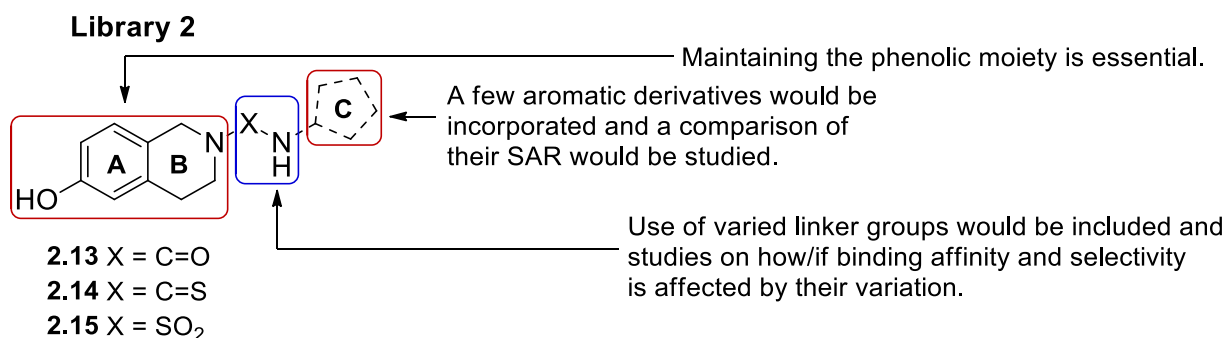 Library 2
Maintaining the phenolic moiety is essential.
A few aromatic derivatives would be
incorporated and a comparison of
their SAR would be studied.
A
B
N
X
N
H
C
HO
Use of varied linker groups would be included and
studies on how/if binding affinity and selectivity
is affected by their variation.
2.13 X = C=O
2.14 X = C=S
2.15 X = SO₂